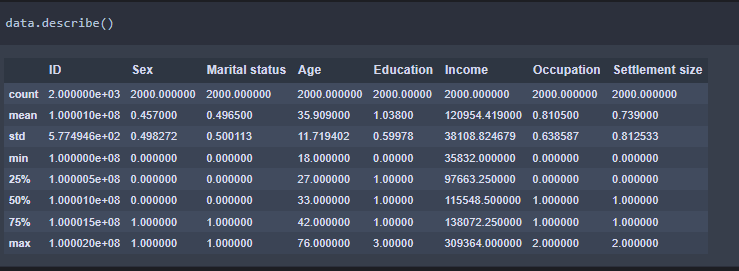 data.describe()
ID Sex Marital status Age Education Income Occupation Settlement size
count 2.000000e+03 2000.000000 2000.000000 2000.000000 2000.00000 2000.000000 2000.000000 2000.000000
mean 1.000010e+08 0.457000 0.496500 35.909000 1.03800 120954.419000 0.810500 0.739000
std 5.774946e+02 0.498272 0.500113 11.719402 0.59978 38108.824679 0.638587 0.812533
min 1.000000e+08 0.000000 0.000000 18.000000 0.00000 35832.000000 0.000000 0.000000
25% 1.000005e+08 0.000000 0.000000 27.000000 1.00000 97663.250000 0.000000 0.000000
50% 1.000010e+08 0.000000 0.000000 33.000000 1.00000 115548.500000 1.000000 1.000000
75% 1.000015e+08 1.000000 1.000000 42.000000 1.00000 138072.250000 1.000000 1.000000
max 1.000020e+08 1.000000 1.000000 76.000000 3.00000 309364.000000 2.000000 2.000000